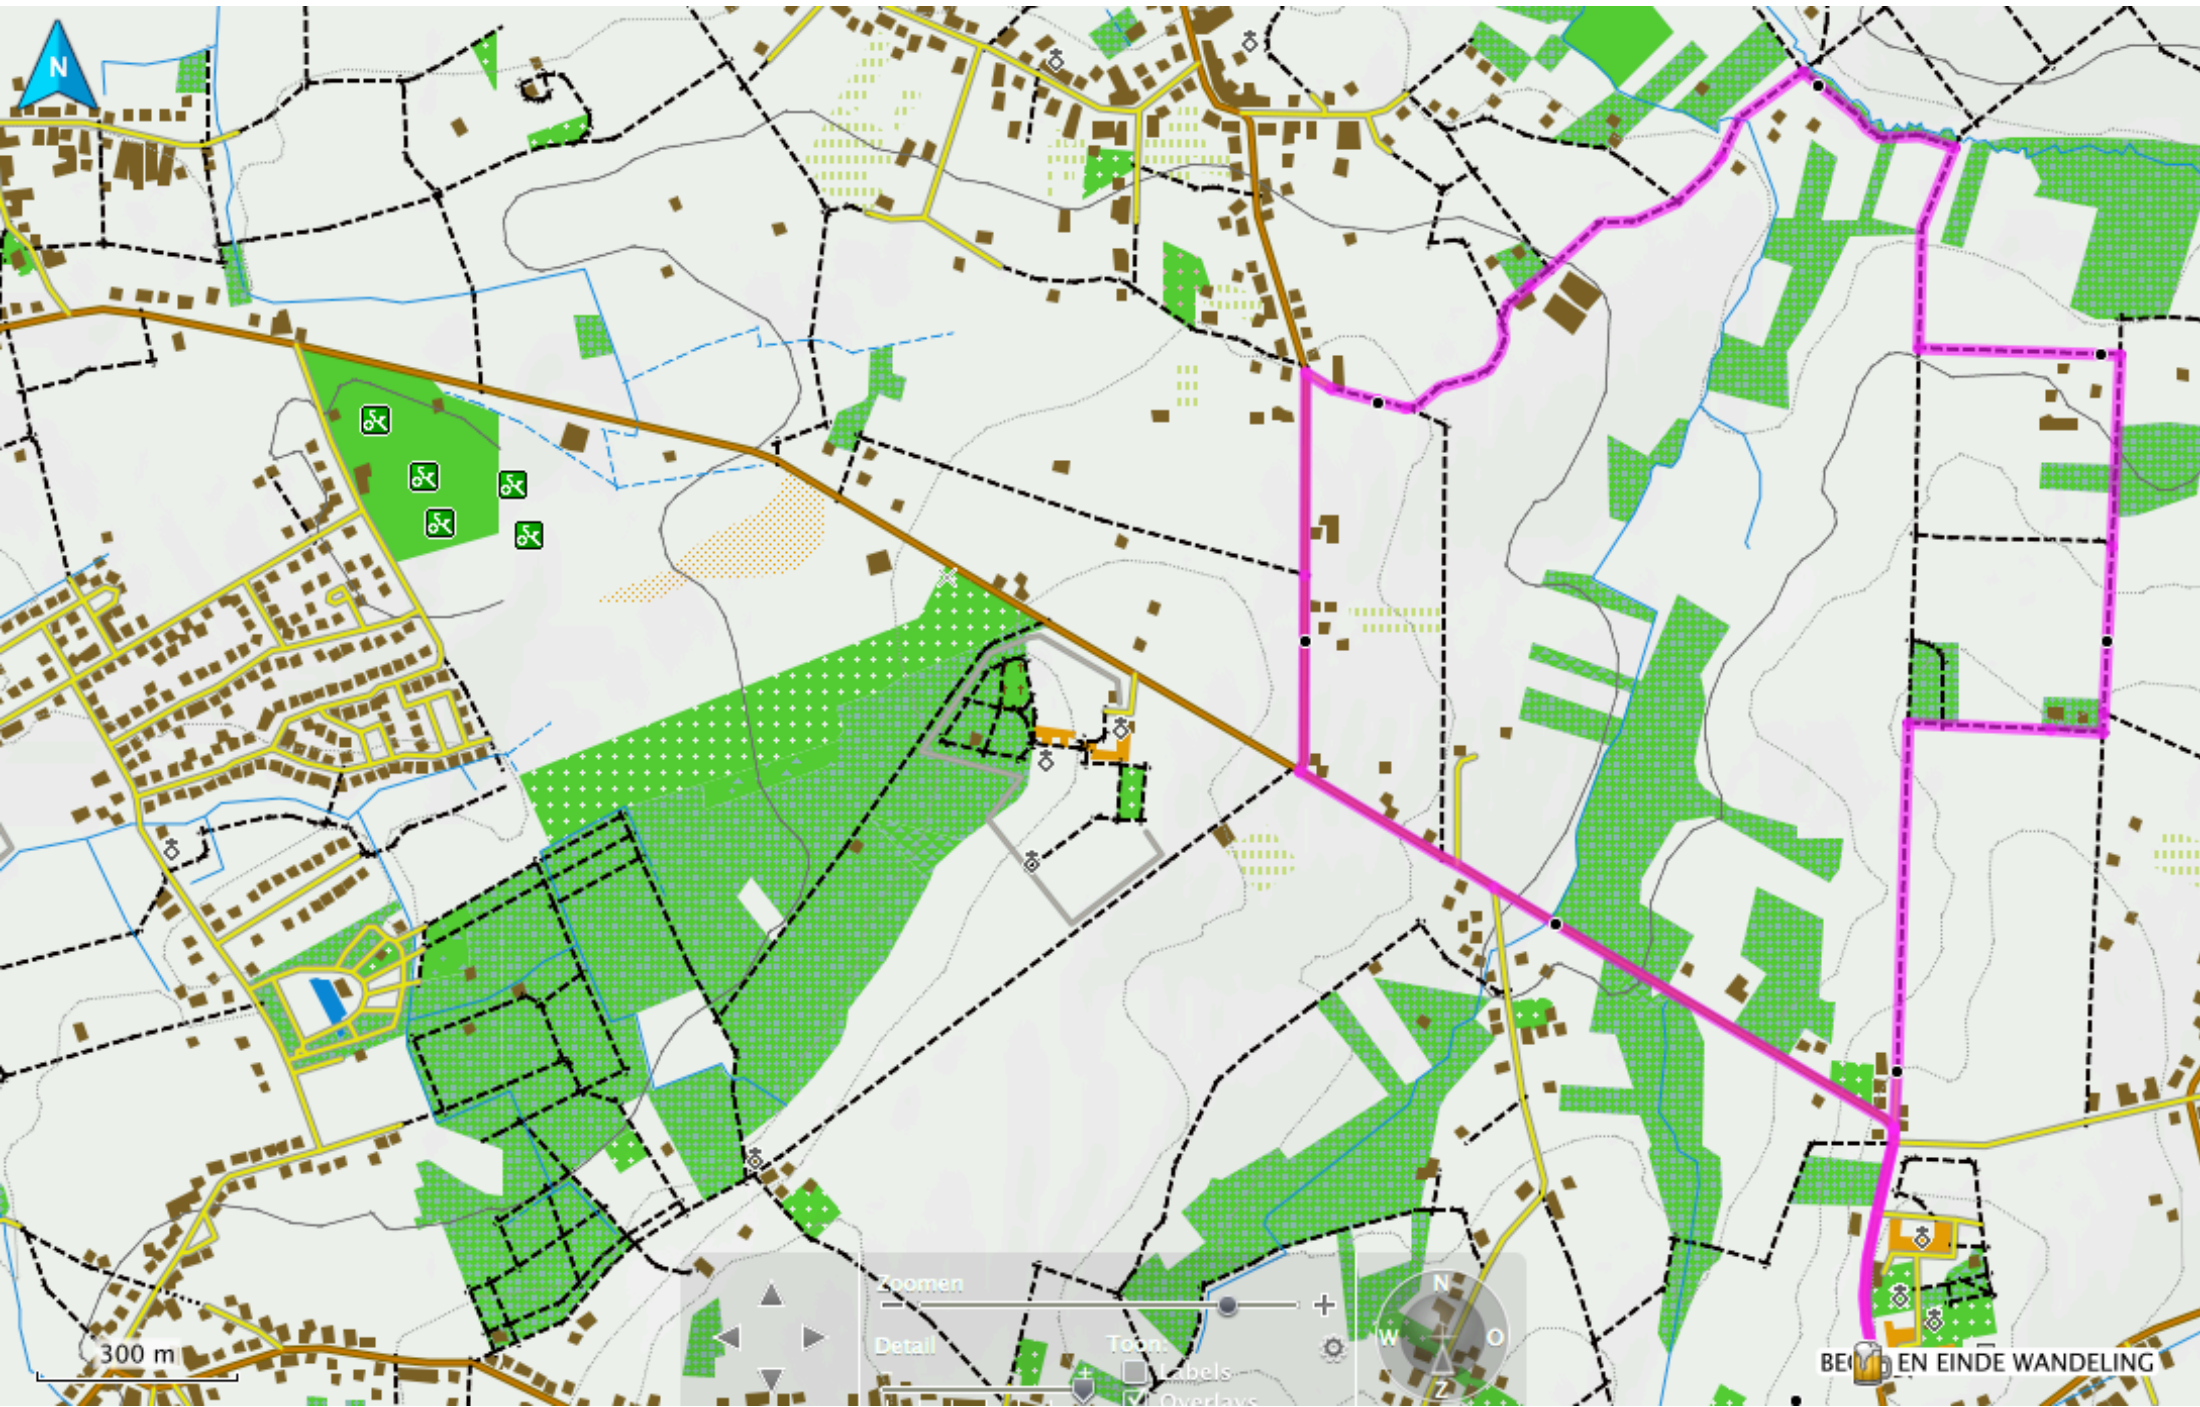 N
Zoomen
N
W
O
Z
Detail
Toon:
Labels
Overlays
300 m
EN EINDE WANDELING